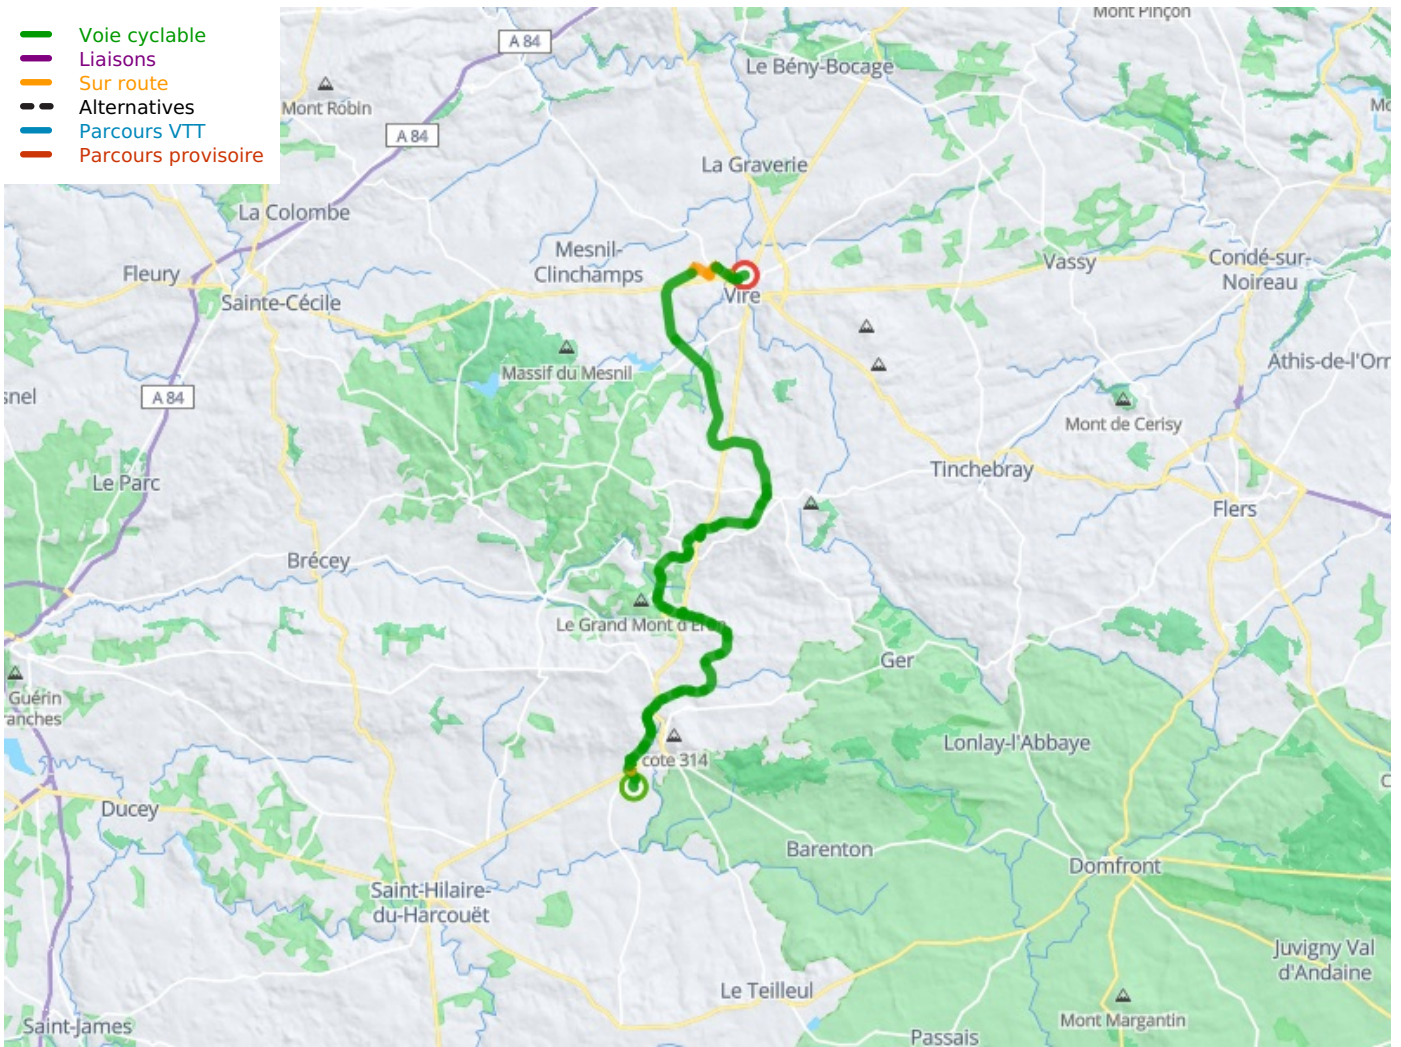 Voie cyclable
Liaisons
Sur route
Alternatives
Parcours VTT
Parcours provisoire
Mont Pinçon
A 84
Le Bény-Bocage
Mont Robin
A 84
La Graverie
La Colombe
Mesnil-
Clinchamps
Fleury
Vassy
Condé-sur-
Noireau
Sainte-Cécile
Vire
Massif du Mesnil
Athis-de-l'Orr
snel
A 84
Mont de Cerisy
Le Parc
Tinchebray
Flers
Brécey
Le Grand Mont d'Eron
Ger
Guérin
ranches
Lonlay-l'Abbaye
cote 314
Ducey
Barenton
Domfront
Saint-Hilaire-
du-Harcouët
Juvigny Val
d'Andaine
Le Teilleul
Saint-James
Mont Margantin
Passais